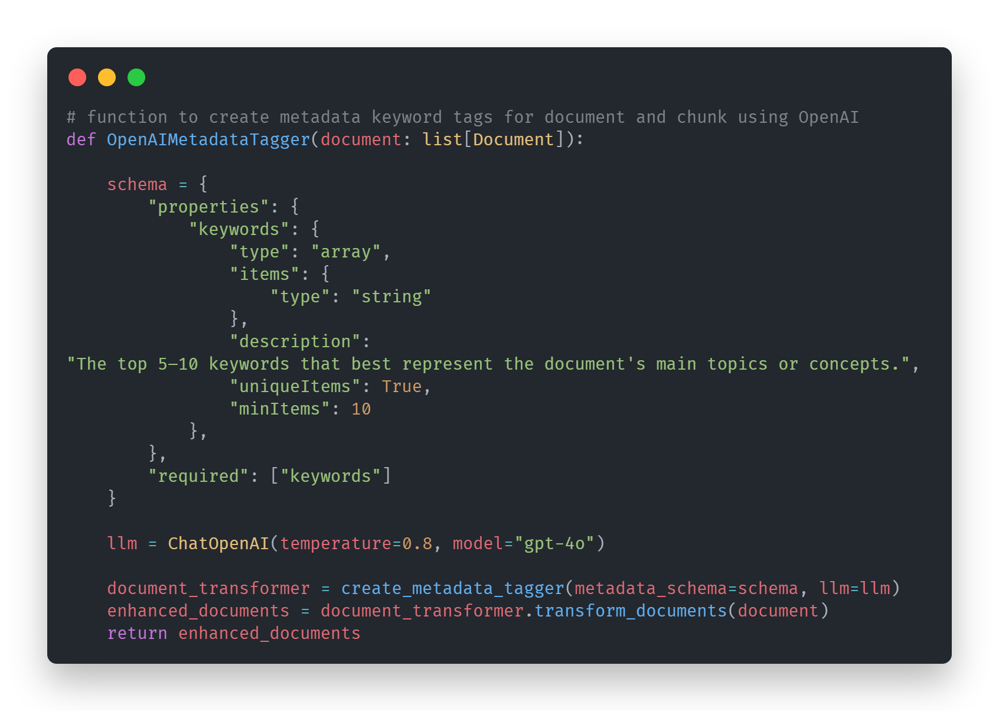 # function to create metadata keyword tags for document and chunk using OpenAI
def OpenAIMetadataTagger(document: list[Document]):

    schema = {
        "properties": {
            "keywords": {
                "type": "array",
                "items": {
                    "type": "string"
                },
                "description":
"The top 5–10 keywords that best represent the document's main topics or concepts.",
                "uniqueItems": True,
                "minItems": 10
            },
        },
        "required": ["keywords"]
    }

    llm = ChatOpenAI(temperature=0.8, model="gpt-4o")

    document_transformer = create_metadata_tagger(metadata_schema=schema, llm=llm)
    enhanced_documents = document_transformer.transform_documents(document)
    return enhanced_documents